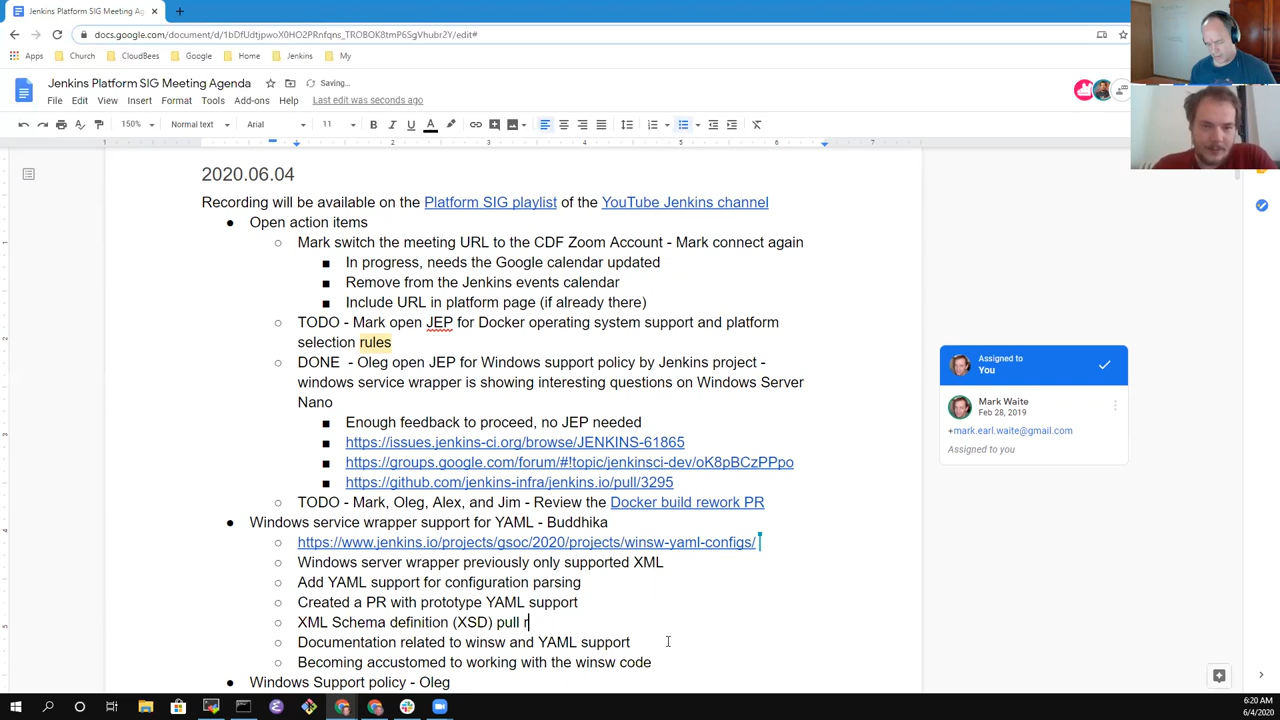 Jenkins Platform SIG Meeting Ag
docs.google.com/document/d/1bDfUdtjpwoX0HO2PRnfqns_TROBOK8tmP6SgVhubr2Y/edit#
Apps Church CloudBees Google Home Jenkins My
Jenkins Platform SIG Meeting Agenda Saving...
File Edit View Insert Format Tools Add-ons Help Last edit was seconds ago
150% Normal text Arial 11
1 1 2 3 4 5 6 7
2020.06.04
Recording will be available on the Platform SIG playlist of the YouTube Jenkins channel
● Open action items
○ Mark switch the meeting URL to the CDF Zoom Account - Mark connect again
■ In progress, needs the Google calendar updated
■ Remove from the Jenkins events calendar
■ Include URL in platform page (if already there)
○ TODO - Mark open JEP for Docker operating system support and platform
selection rules
○ DONE - Oleg open JEP for Windows support policy by Jenkins project -
windows service wrapper is showing interesting questions on Windows Server
Nano
■ Enough feedback to proceed, no JEP needed
■ https://issues.jenkins-ci.org/browse/JENKINS-61865
■ https://groups.google.com/forum/#!topic/jenkinsci-dev/oK8pBCzPPpo
■ https://github.com/jenkins-infra/jenkins.io/pull/3295
○ TODO - Mark, Oleg, Alex, and Jim - Review the Docker build rework PR
● Windows service wrapper support for YAML - Buddhika
○ https://www.jenkins.io/projects/gsoc/2020/projects/winsw-yaml-configs/
○ Windows server wrapper previously only supported XML
○ Add YAML support for configuration parsing
○ Created a PR with prototype YAML support
○ XML Schema definition (XSD) pull r
○ Documentation related to winsw and YAML support
○ Becoming accustomed to working with the winsw code
● Windows Support policy - Oleg
Assigned to
You
Mark Waite
Feb 28, 2019
+mark.earl.waite@gmail.com
Assigned to you
6:20 AM
6/4/2020